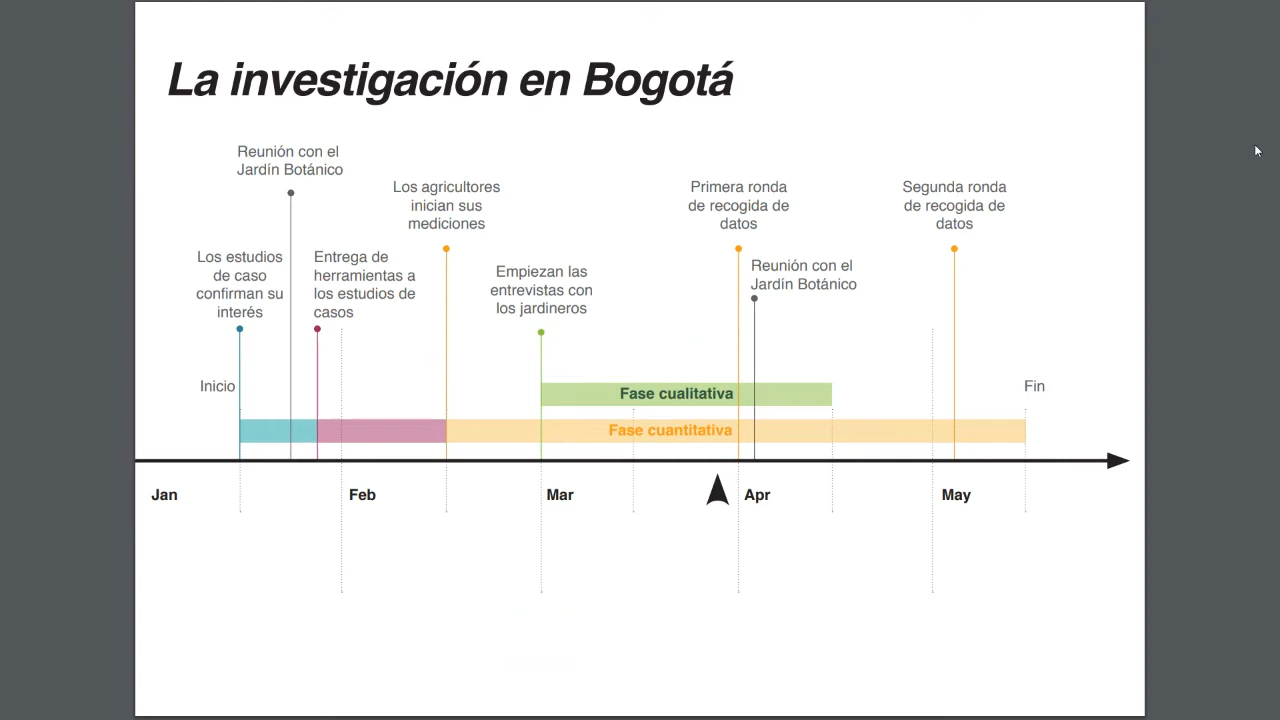 La investigación en Bogotá
Reunión con el
Jardín Botánico
Los agricultores
inician sus
mediciones
Primera ronda
de recogida de
datos
Segunda ronda
de recogida de
datos
Los estudios
de caso
confirman su
interés
Entrega de
herramientas a
los estudios de
casos
Empiezan las
entrevistas con
los jardineros
Reunión con el
Jardín Botánico
Inicio
Fin
Fase cualitativa
Fase cuantitativa
Jan
Feb
Mar
Apr
May